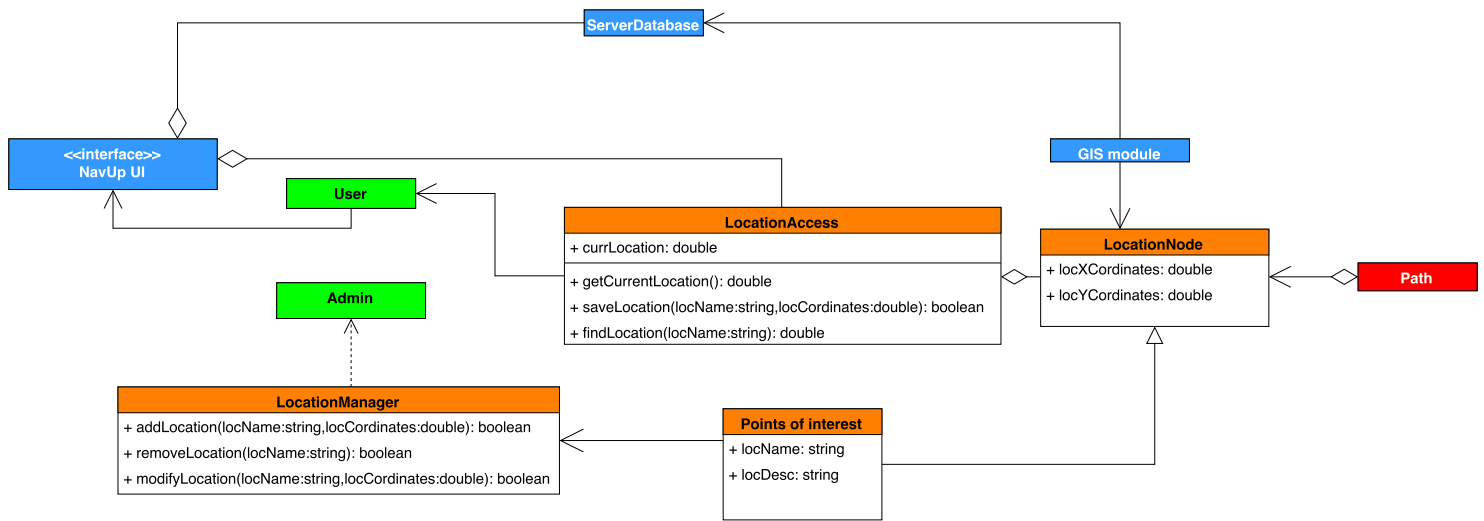 ServerDatabase
<<interface>>
NavUp UI
GIS module
User
LocationAccess
+ currLocation: double
+ getCurrentLocation(): double
+ saveLocation(locName:string,locCordinates:double): boolean
+ findLocation(locName:string): double
LocationNode
+ locXCordinates: double
+ locYCordinates: double
Path
Admin
LocationManager
+ addLocation(locName:string,locCordinates:double): boolean
+ removeLocation(locName:string): boolean
+ modifyLocation(locName:string,locCordinates:double): boolean
Points of interest
+ locName: string
+ locDesc: string